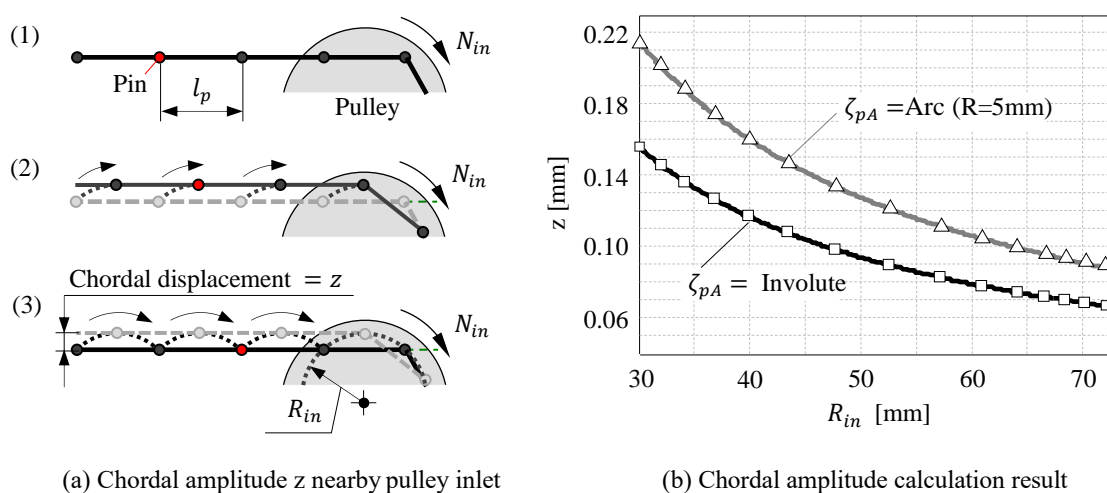 (1)
N_in
Pin
l_p
Pulley
(2)
N_in
Chordal displacement = z
(3)
N_in
R_in
(a) Chordal amplitude z nearby pulley inlet
0.22
0.18
0.14
0.10
0.06
z [mm]
ζ_pA =Arc (R=5mm)
ζ_pA = Involute
30 40 50 60 70
R_in [mm]
(b) Chordal amplitude calculation result